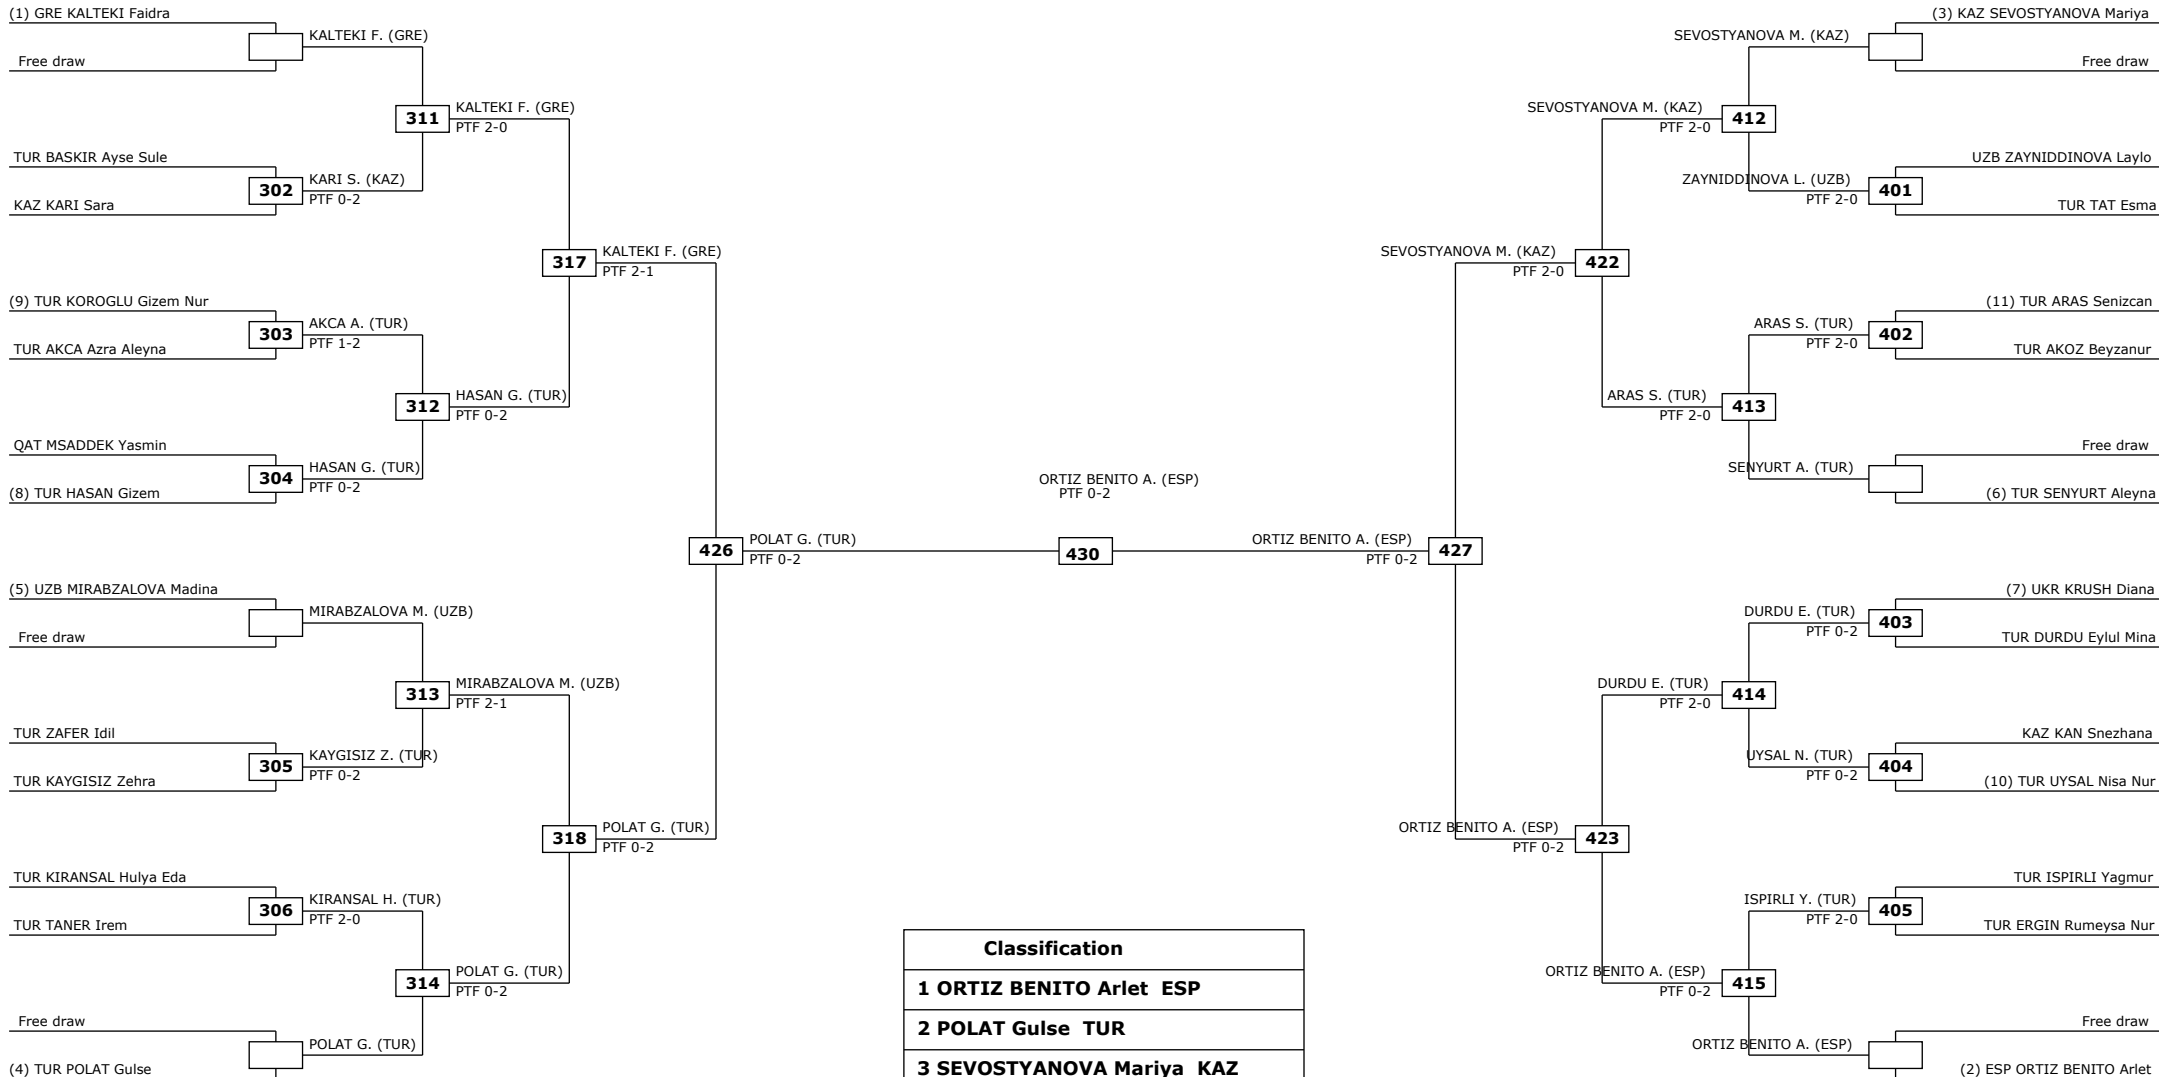 (1) GRE KALTEKI Faidra
KALTEKI F. (GRE)
Free draw
311
KALTEKI F. (GRE)
PTF 2-0
TUR BASKIR Ayse Sule
302
KARI S. (KAZ)
PTF 0-2
KAZ KARI Sara
317
KALTEKI F. (GRE)
PTF 2-1
(9) TUR KOROGLU Gizem Nur
303
AKCA A. (TUR)
PTF 1-2
TUR AKCA Azra Aleyna
312
HASAN G. (TUR)
PTF 0-2
QAT MSADDEK Yasmin
304
HASAN G. (TUR)
PTF 0-2
(8) TUR HASAN Gizem
426
POLAT G. (TUR)
PTF 0-2
(5) UZB MIRABZALOVA Madina
MIRABZALOVA M. (UZB)
Free draw
313
MIRABZALOVA M. (UZB)
PTF 2-1
TUR ZAFER Idil
305
KAYGISIZ Z. (TUR)
PTF 0-2
TUR KAYGISIZ Zehra
318
POLAT G. (TUR)
PTF 0-2
TUR KIRANSAL Hulya Eda
306
KIRANSAL H. (TUR)
PTF 2-0
TUR TANER Irem
314
POLAT G. (TUR)
PTF 0-2
Free draw
POLAT G. (TUR)
(4) TUR POLAT Gulse
ORTIZ BENITO A. (ESP)
PTF 0-2
430
Classification
1 ORTIZ BENITO Arlet ESP
2 POLAT Gulse TUR
3 SEVOSTYANOVA Mariya KAZ
(3) KAZ SEVOSTYANOVA Mariya
SEVOSTYANOVA M. (KAZ)
Free draw
SEVOSTYANOVA M. (KAZ)
PTF 2-0
412
UZB ZAYNIDDINOVA Laylo
ZAYNIDDINOVA L. (UZB)
PTF 2-0
401
TUR TAT Esma
SEVOSTYANOVA M. (KAZ)
PTF 2-0
422
(11) TUR ARAS Senizcan
ARAS S. (TUR)
PTF 2-0
402
TUR AKOZ Beyzanur
ARAS S. (TUR)
PTF 2-0
413
Free draw
SENYURT A. (TUR)
(6) TUR SENYURT Aleyna
ORTIZ BENITO A. (ESP)
PTF 0-2
427
(7) UKR KRUSH Diana
DURDU E. (TUR)
PTF 0-2
403
TUR DURDU Eylul Mina
DURDU E. (TUR)
PTF 2-0
414
KAZ KAN Snezhana
UYSAL N. (TUR)
PTF 0-2
404
(10) TUR UYSAL Nisa Nur
ORTIZ BENITO A. (ESP)
PTF 0-2
423
TUR ISPIRLI Yagmur
ISPIRLI Y. (TUR)
PTF 2-0
405
TUR ERGIN Rumeysa Nur
ORTIZ BENITO A. (ESP)
PTF 0-2
415
Free draw
ORTIZ BENITO A. (ESP)
(2) ESP ORTIZ BENITO Arlet